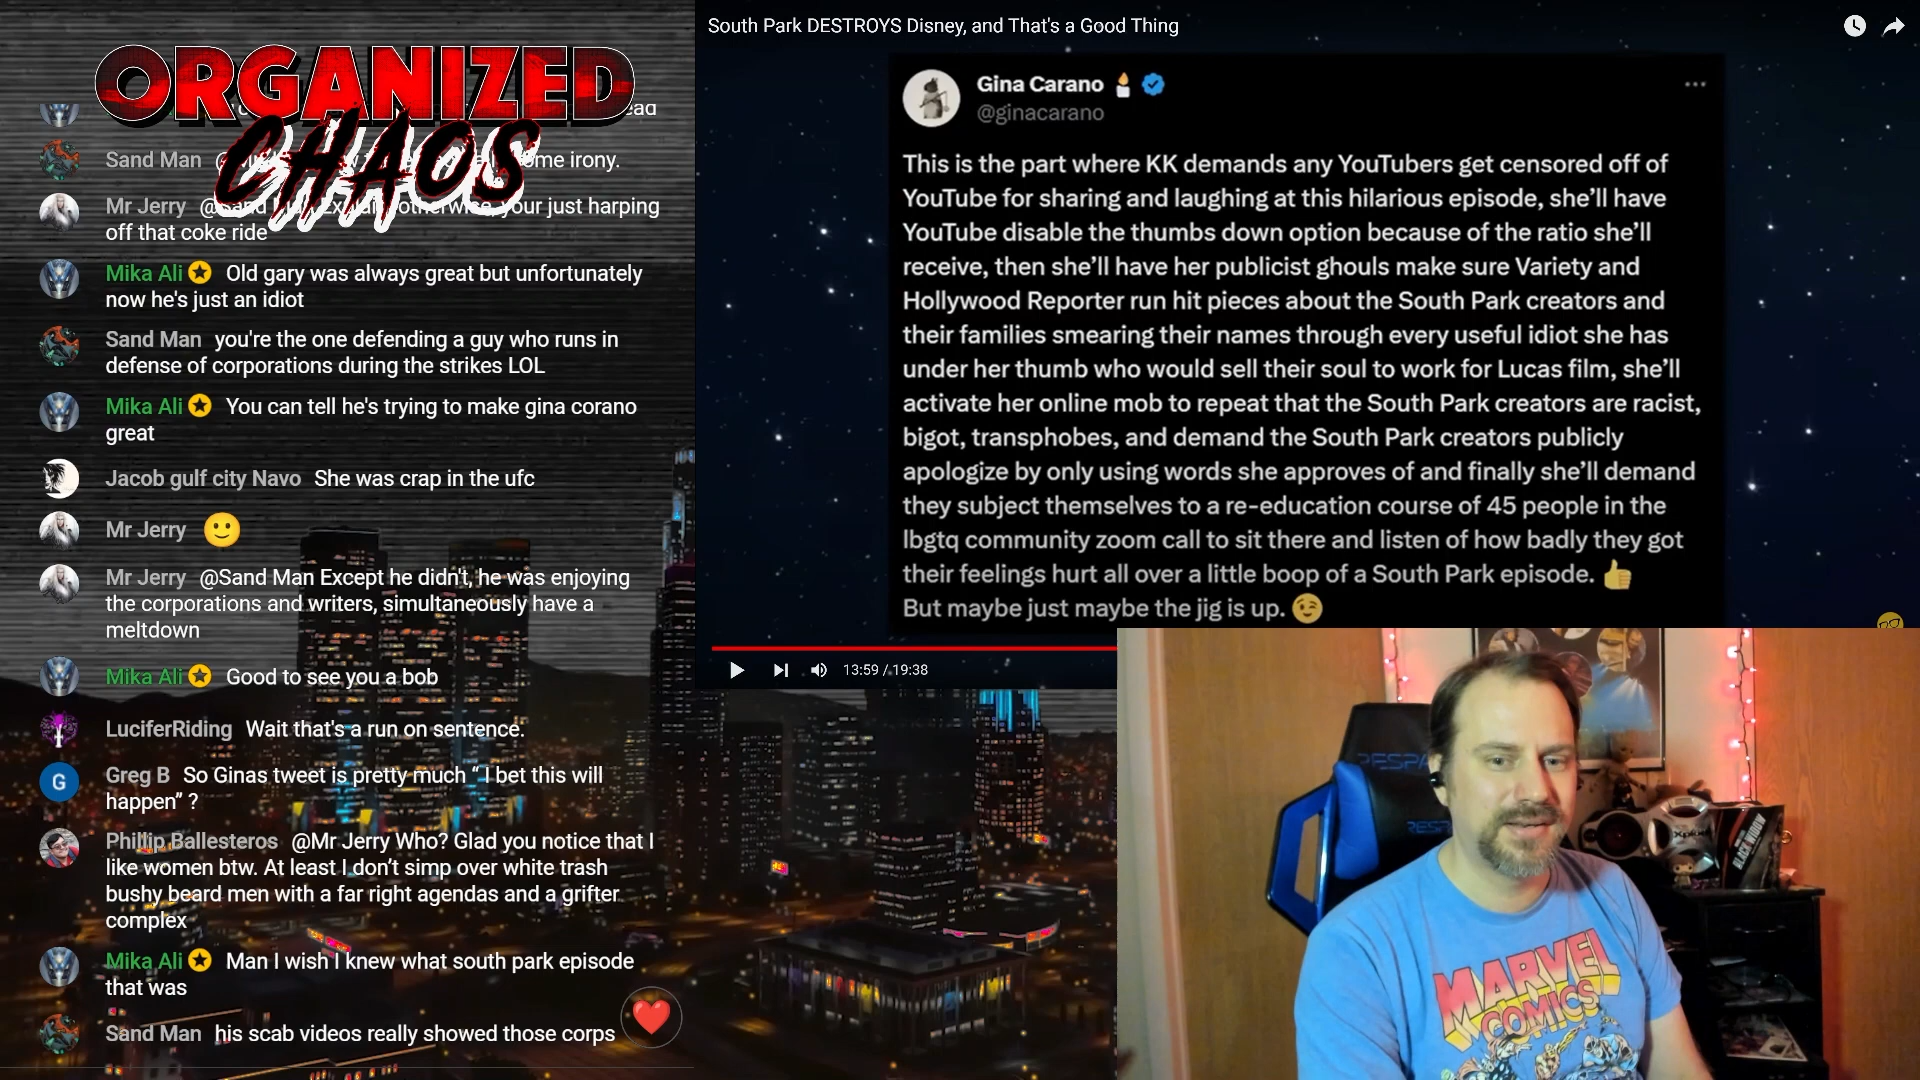 ORGANIZED
CHAOS
ead
Sand Man me irony.
Mr Jerry your just harping
off that coke ride
Mika Ali Old gary was always great but unfortunately
now he's just an idiot
Sand Man you're the one defending a guy who runs in
defense of corporations during the strikes LOL
Mika Ali You can tell he's trying to make gina corano
great
Jacob gulf city Navo She was crap in the ufc
Mr Jerry 🙂
Mr Jerry @Sand Man Except he didn't, he was enjoying
the corporations and writers, simultaneously have a
meltdown
Mika Ali Good to see you a bob
LuciferRiding Wait that's a run on sentence.
G
Greg B So Ginas tweet is pretty much “ I bet this will
happen” ?
Phillip Ballesteros @Mr Jerry Who? Glad you notice that I
like women btw. At least I don’t simp over white trash
bushy beard men with a far right agendas and a grifter
complex
Mika Ali Man I wish I knew what south park episode
that was
Sand Man his scab videos really showed those corps
South Park DESTROYS Disney, and That's a Good Thing
Gina Carano
@ginacarano
This is the part where KK demands any YouTubers get censored off of
YouTube for sharing and laughing at this hilarious episode, she’ll have
YouTube disable the thumbs down option because of the ratio she’ll
receive, then she’ll have her publicist ghouls make sure Variety and
Hollywood Reporter run hit pieces about the South Park creators and
their families smearing their names through every useful idiot she has
under her thumb who would sell their soul to work for Lucas film, she’ll
activate her online mob to repeat that the South Park creators are racist,
bigot, transphobes, and demand the South Park creators publicly
apologize by only using words she approves of and finally she’ll demand
they subject themselves to a re-education course of 45 people in the
lbgtq community zoom call to sit there and listen of how badly they got
their feelings hurt all over a little boop of a South Park episode. 👍
But maybe just maybe the jig is up. 😉
13:59 / 19:38
RESPA
RESP
BLACK WIDOW
MARVEL
COMICS